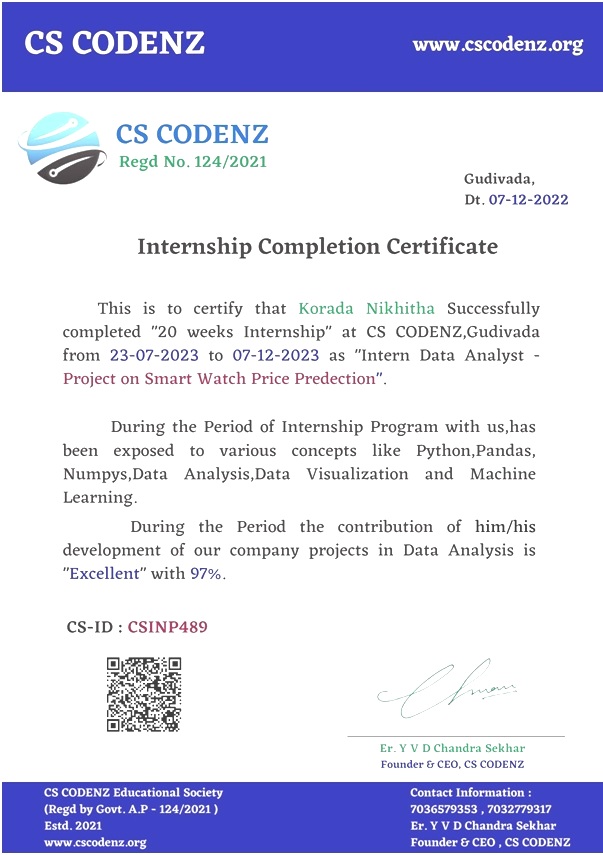 CS CODENZ
www.cscodenz.org
CS CODENZ
Regd No. 124/2021
Gudivada,
Dt. 07-12-2022
Internship Completion Certificate
This is to certify that Korada Nikhitha Successfully
completed "20 weeks Internship" at CS CODENZ,Gudivada
from 23-07-2023 to 07-12-2023 as "Intern Data Analyst -
Project on Smart Watch Price Predection".
During the Period of Internship Program with us,has
been exposed to various concepts like Python,Pandas,
Numpys,Data Analysis,Data Visualization and Machine
Learning.
During the Period the contribution of him/his
development of our company projects in Data Analysis is
"Excellent" with 97%.
CS-ID : CSINP489
Er. Y V D Chandra Sekhar
Founder & CEO, CS CODENZ
CS CODENZ Educational Society
(Regd by Govt. A.P - 124/2021 )
Estd. 2021
www.cscodenz.org
Contact Information :
7036579353 , 7032779317
Er. Y V D Chandra Sekhar
Founder & CEO , CS CODENZ